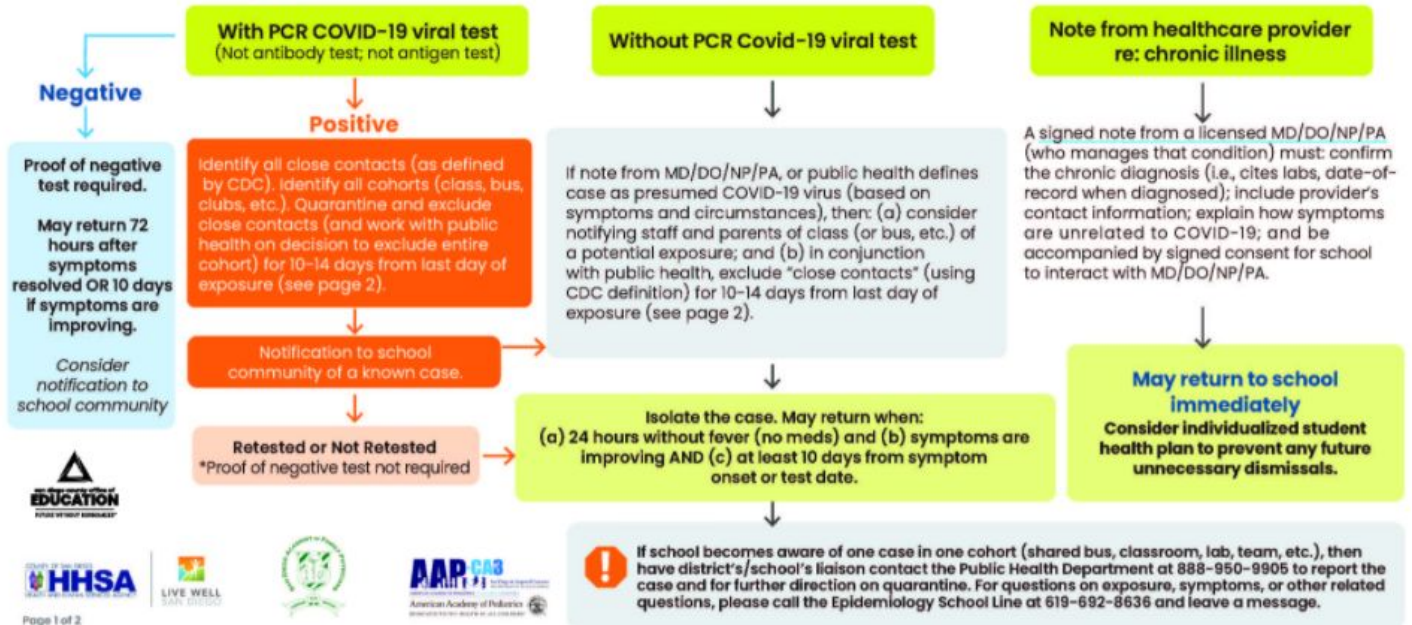 With PCR COVID-19 viral test
(Not antibody test; not antigen test)
Negative
Proof of negative
test required.
May return 72
hours after
symptoms
resolved OR 10 days
if symptoms are
improving.
Consider
notification to
school community
Positive
Identify all close contacts (as defined
by CDC). Identify all cohorts (class, bus,
clubs, etc.). Quarantine and exclude
close contacts (and work with public
health on decision to exclude entire
cohort) for 10-14 days from last day of
exposure (see page 2).
Notification to school
community of a known case.
Retested or Not Retested
*Proof of negative test not required
Without PCR Covid-19 viral test
If note from MD/DO/NP/PA, or public health defines
case as presumed COVID-19 virus (based on
symptoms and circumstances), then: (a) consider
notifying staff and parents of class (or bus, etc.) of
a potential exposure; and (b) in conjunction
with public health, exclude "close contacts" (using
CDC definition) for 10-14 days from last day of
exposure (see page 2).
Isolate the case. May return when:
(a) 24 hours without fever (no meds) and (b) symptoms are
improving AND (c) at least 10 days from symptom
onset or test date.
Note from healthcare provider
re: chronic illness
A signed note from a licensed MD/DO/NP/PA
(who manages that condition) must: confirm
the chronic diagnosis (i.e., cites labs, date-of-
record when diagnosed); include provider's
contact information; explain how symptoms
are unrelated to COVID-19; and be
accompanied by signed consent for school
to interact with MD/DO/NP/PA.
May return to school
immediately
Consider individualized student
health plan to prevent any future
unnecessary dismissals.
If school becomes aware of one case in one cohort (shared bus, classroom, lab, team, etc.), then
have district's/school's liaison contact the Public Health Department at 888-950-9905 to report the
case and for further direction on quarantine. For questions on exposure, symptoms, or other related
questions, please call the Epidemiology School Line at 619-692-8636 and leave a message.
EDUCATION
HHSA
LIVE WELL
SAN DIEGO
AAP-CA3
American Academy of Pediatrics
Page 1 of 2